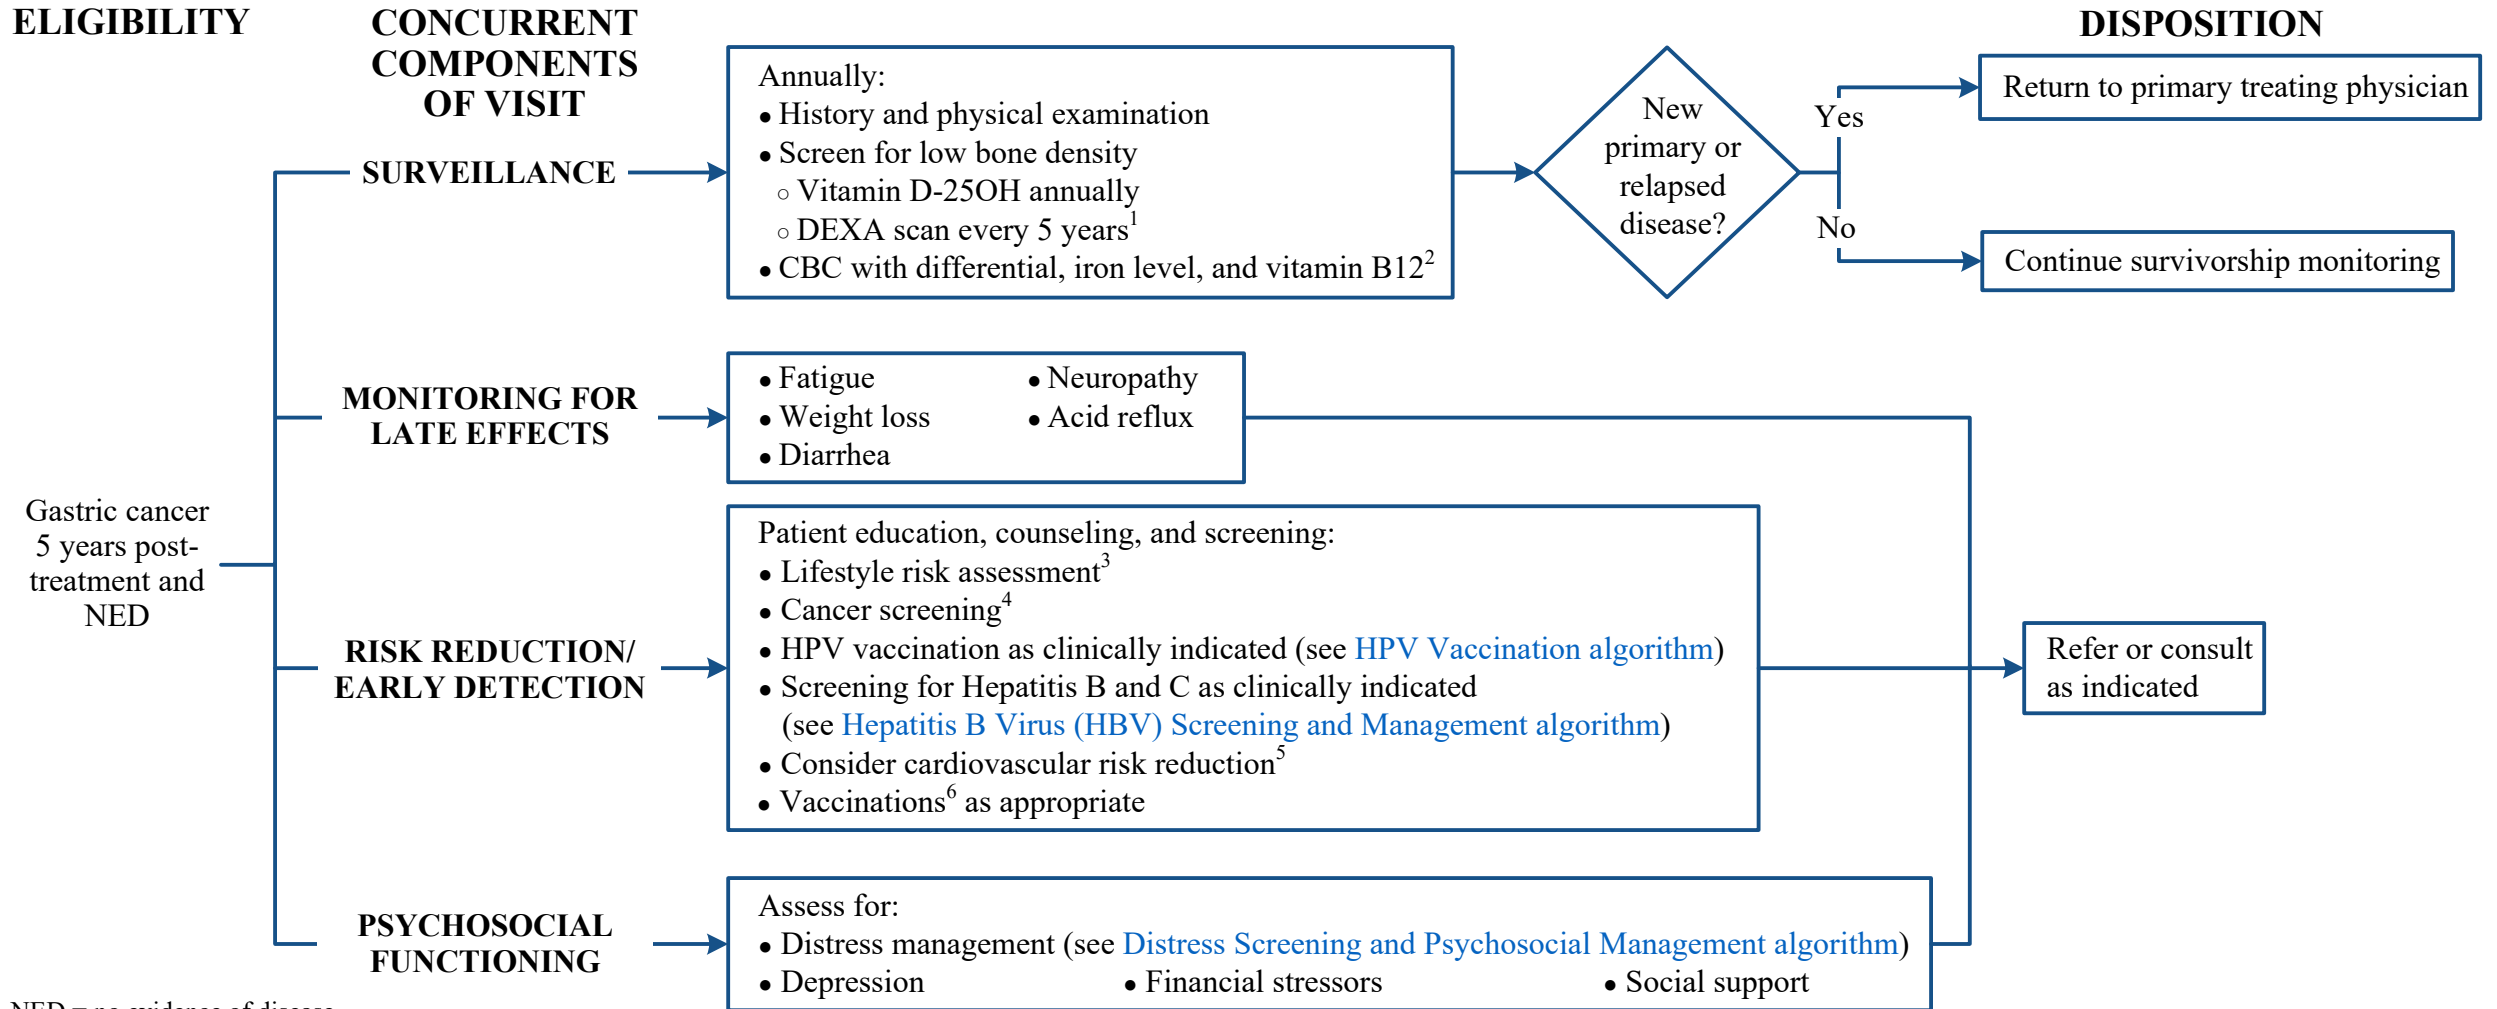 ELIGIBILITY
CONCURRENT
COMPONENTS
OF VISIT
DISPOSITION
Gastric cancer
5 years post-
treatment and
NED
SURVEILLANCE
Annually:
● History and physical examination
● Screen for low bone density
○ Vitamin D-25OH annually
○ DEXA scan every 5 years1
● CBC with differential, iron level, and vitamin B122
New
primary or
relapsed
disease?
Yes
Return to primary treating physician
No
Continue survivorship monitoring
MONITORING FOR
LATE EFFECTS
● Fatigue ● Neuropathy
● Weight loss ● Acid reflux
● Diarrhea
RISK REDUCTION/
EARLY DETECTION
Patient education, counseling, and screening:
● Lifestyle risk assessment3
● Cancer screening4
● HPV vaccination as clinically indicated (see HPV Vaccination algorithm)
● Screening for Hepatitis B and C as clinically indicated
(see Hepatitis B Virus (HBV) Screening and Management algorithm)
● Consider cardiovascular risk reduction5
● Vaccinations6 as appropriate
Refer or consult
as indicated
PSYCHOSOCIAL
FUNCTIONING
Assess for:
● Distress management (see Distress Screening and Psychosocial Management algorithm)
● Depression ● Financial stressors ● Social support
NED = no evidence of disease